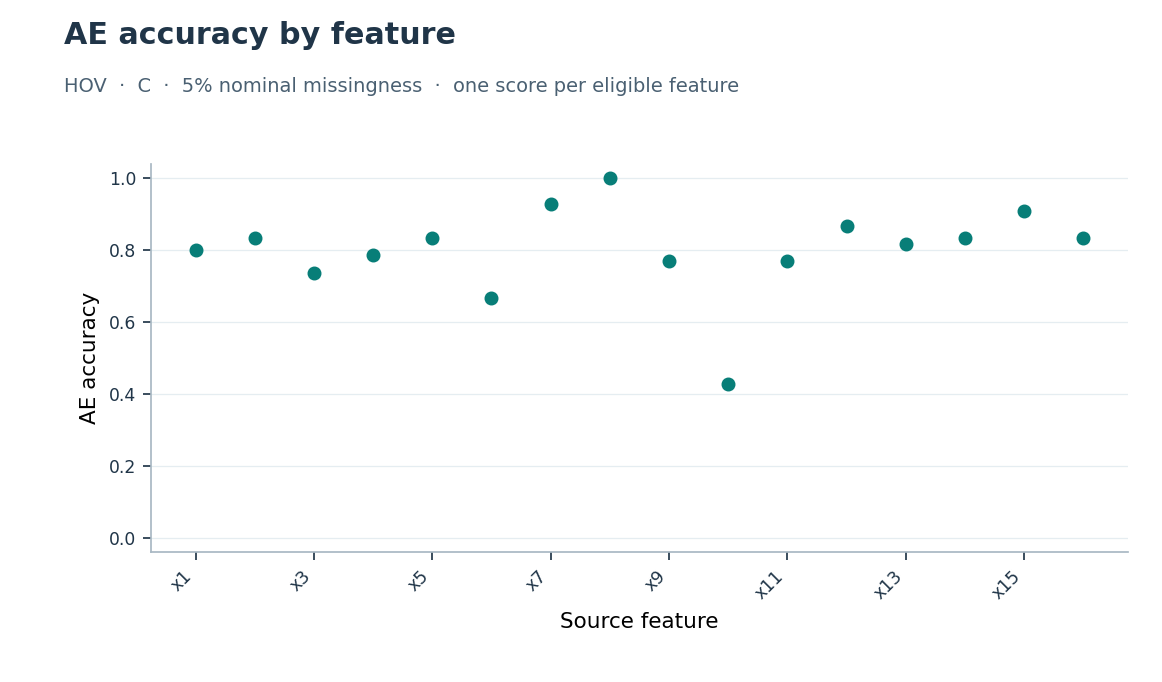 AE accuracy by feature
HOV · C · 5% nominal missingness · one score per eligible feature
1.0
0.8
0.6
0.4
0.2
0.0
AE accuracy
x1
x3
x5
x7
x9
x11
x13
x15
Source feature